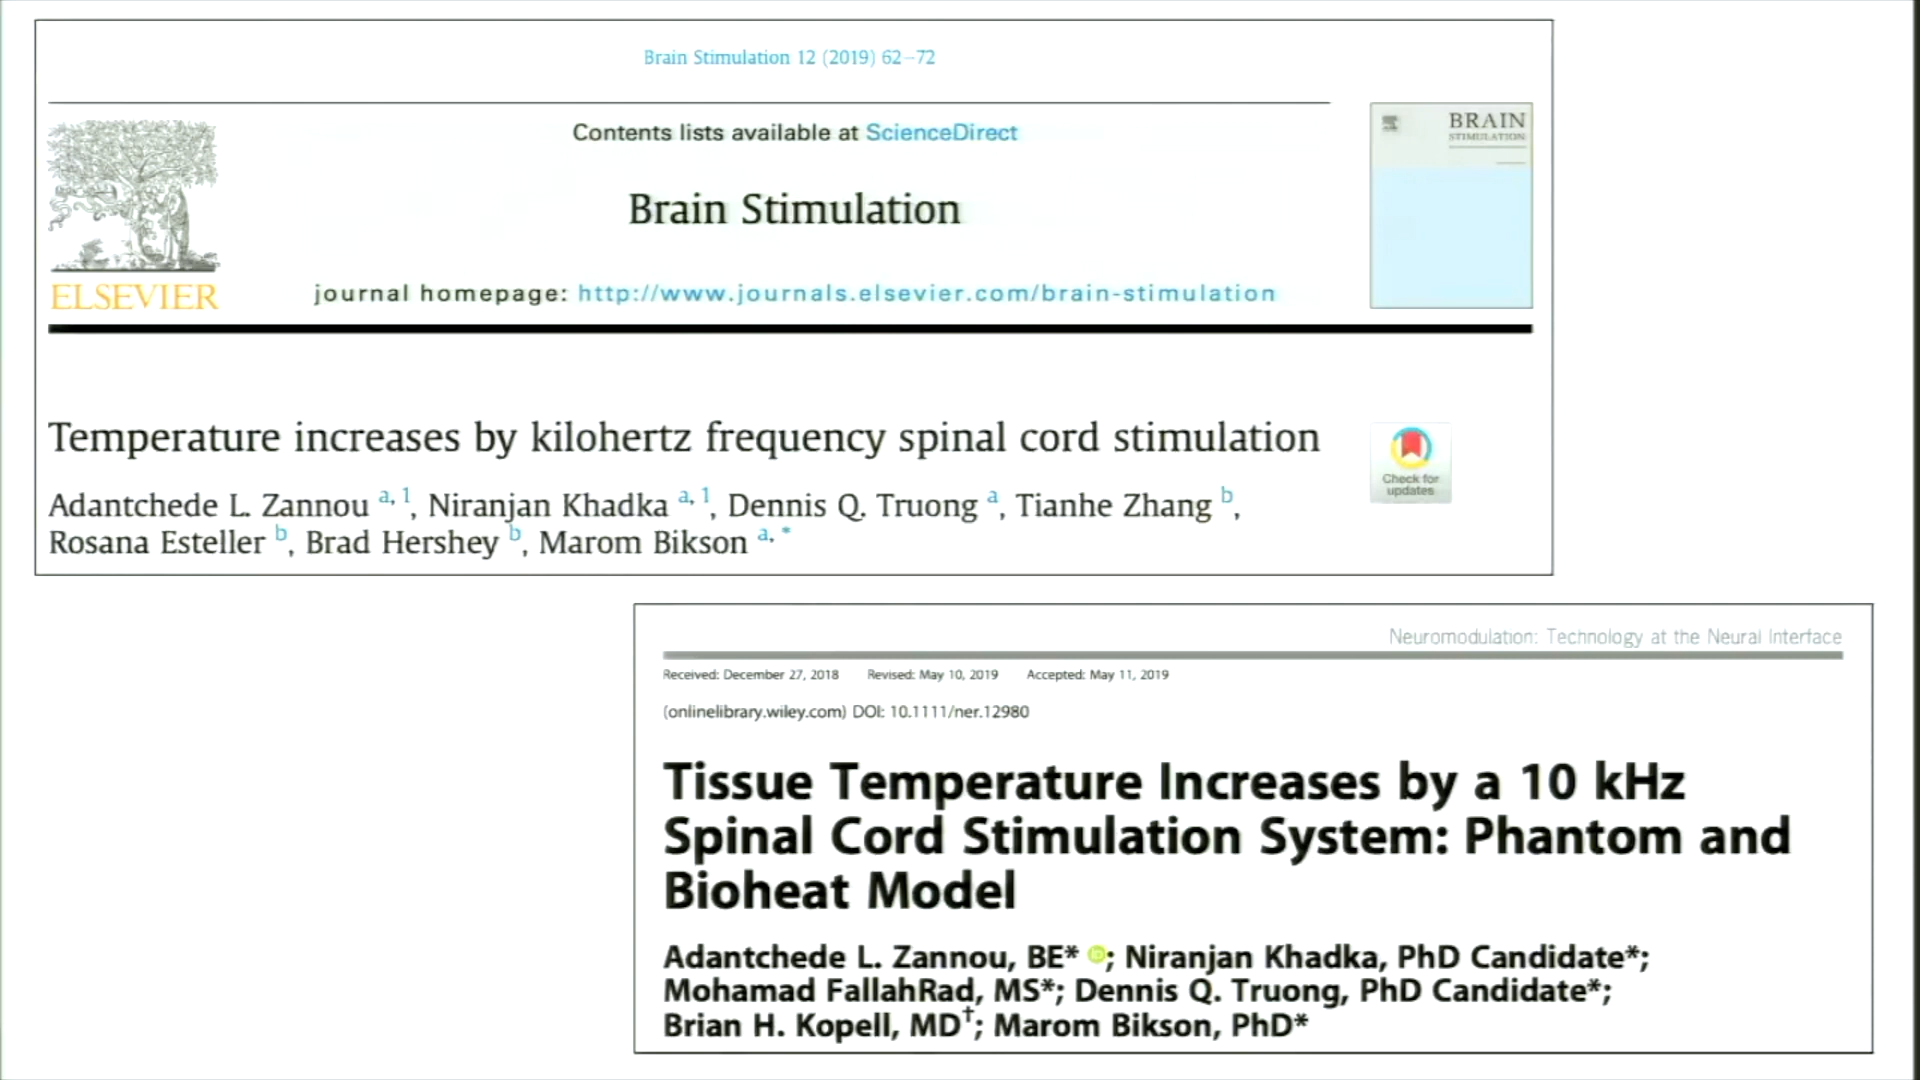 Brain Stimulation 12 (2019) 62–72
Contents lists available at ScienceDirect
BRAIN
STIMULATION
Brain Stimulation
ELSEVIER
journal homepage: http://www.journals.elsevier.com/brain-stimulation
Temperature increases by kilohertz frequency spinal cord stimulation
Check for
updates
Adantchede L. Zannou a, 1, Niranjan Khadka a, 1, Dennis Q. Truong a, Tianhe Zhang b,
Rosana Esteller b, Brad Hershey b, Marom Bikson a, *
Neuromodulation: Technology at the Neural Interface
Received: December 27, 2018 Revised: May 10, 2019 Accepted: May 11, 2019
(onlinelibrary.wiley.com) DOI: 10.1111/ner.12980
Tissue Temperature Increases by a 10 kHz
Spinal Cord Stimulation System: Phantom and
Bioheat Model
Adantchede L. Zannou, BE* iD; Niranjan Khadka, PhD Candidate*;
Mohamad FallahRad, MS*; Dennis Q. Truong, PhD Candidate*;
Brian H. Kopell, MD†; Marom Bikson, PhD*